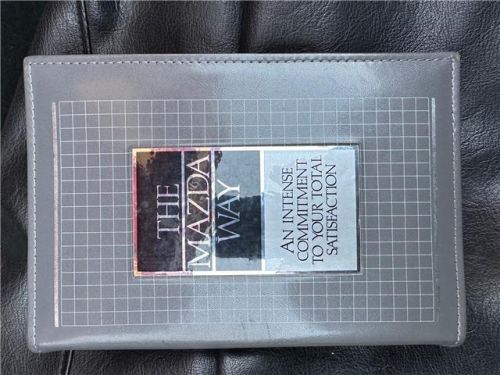 THE
MAZDA
WAY
AN INTENSE
COMMITMENT
TO YOUR TOTAL
SATISFACTION